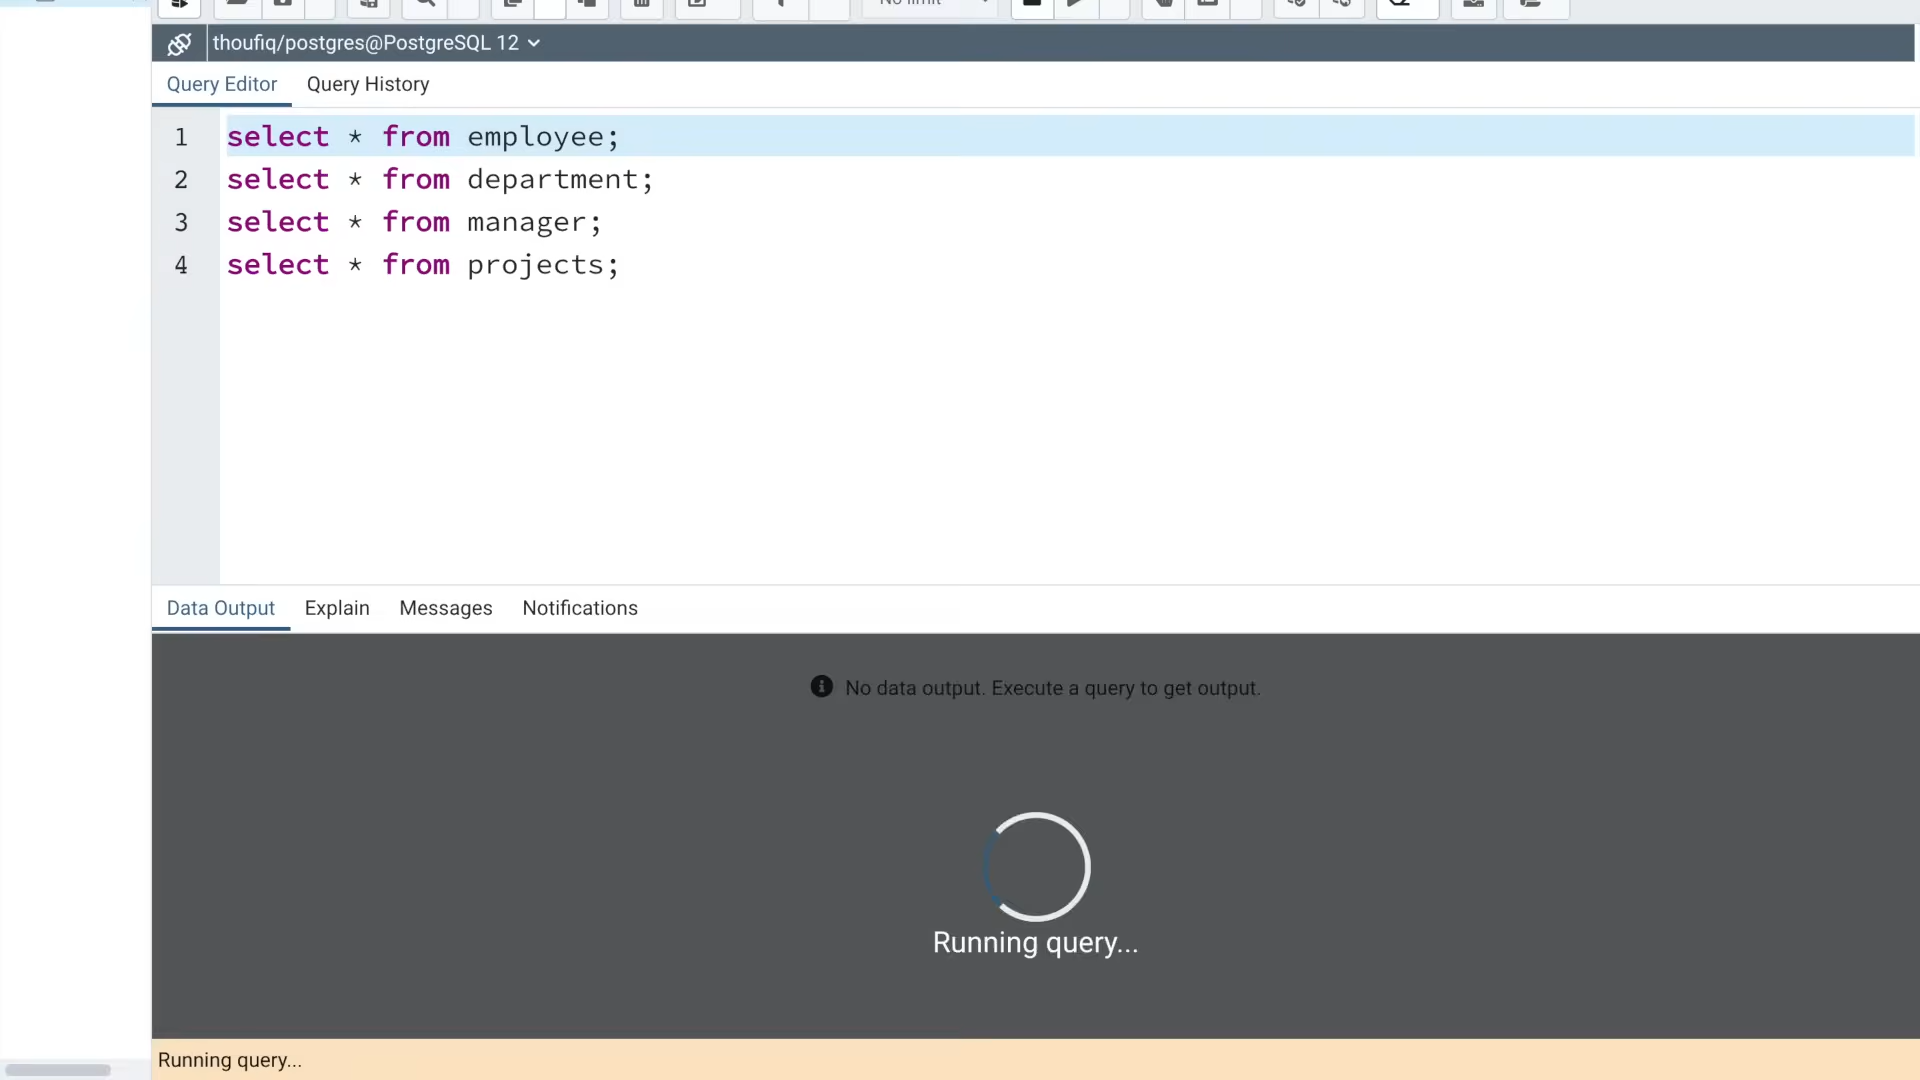 No limit
thoufiq/postgres@PostgreSQL 12
Query Editor Query History
1 select * from employee;
2 select * from department;
3 select * from manager;
4 select * from projects;
Data Output Explain Messages Notifications
No data output. Execute a query to get output.
Running query...
Running query...